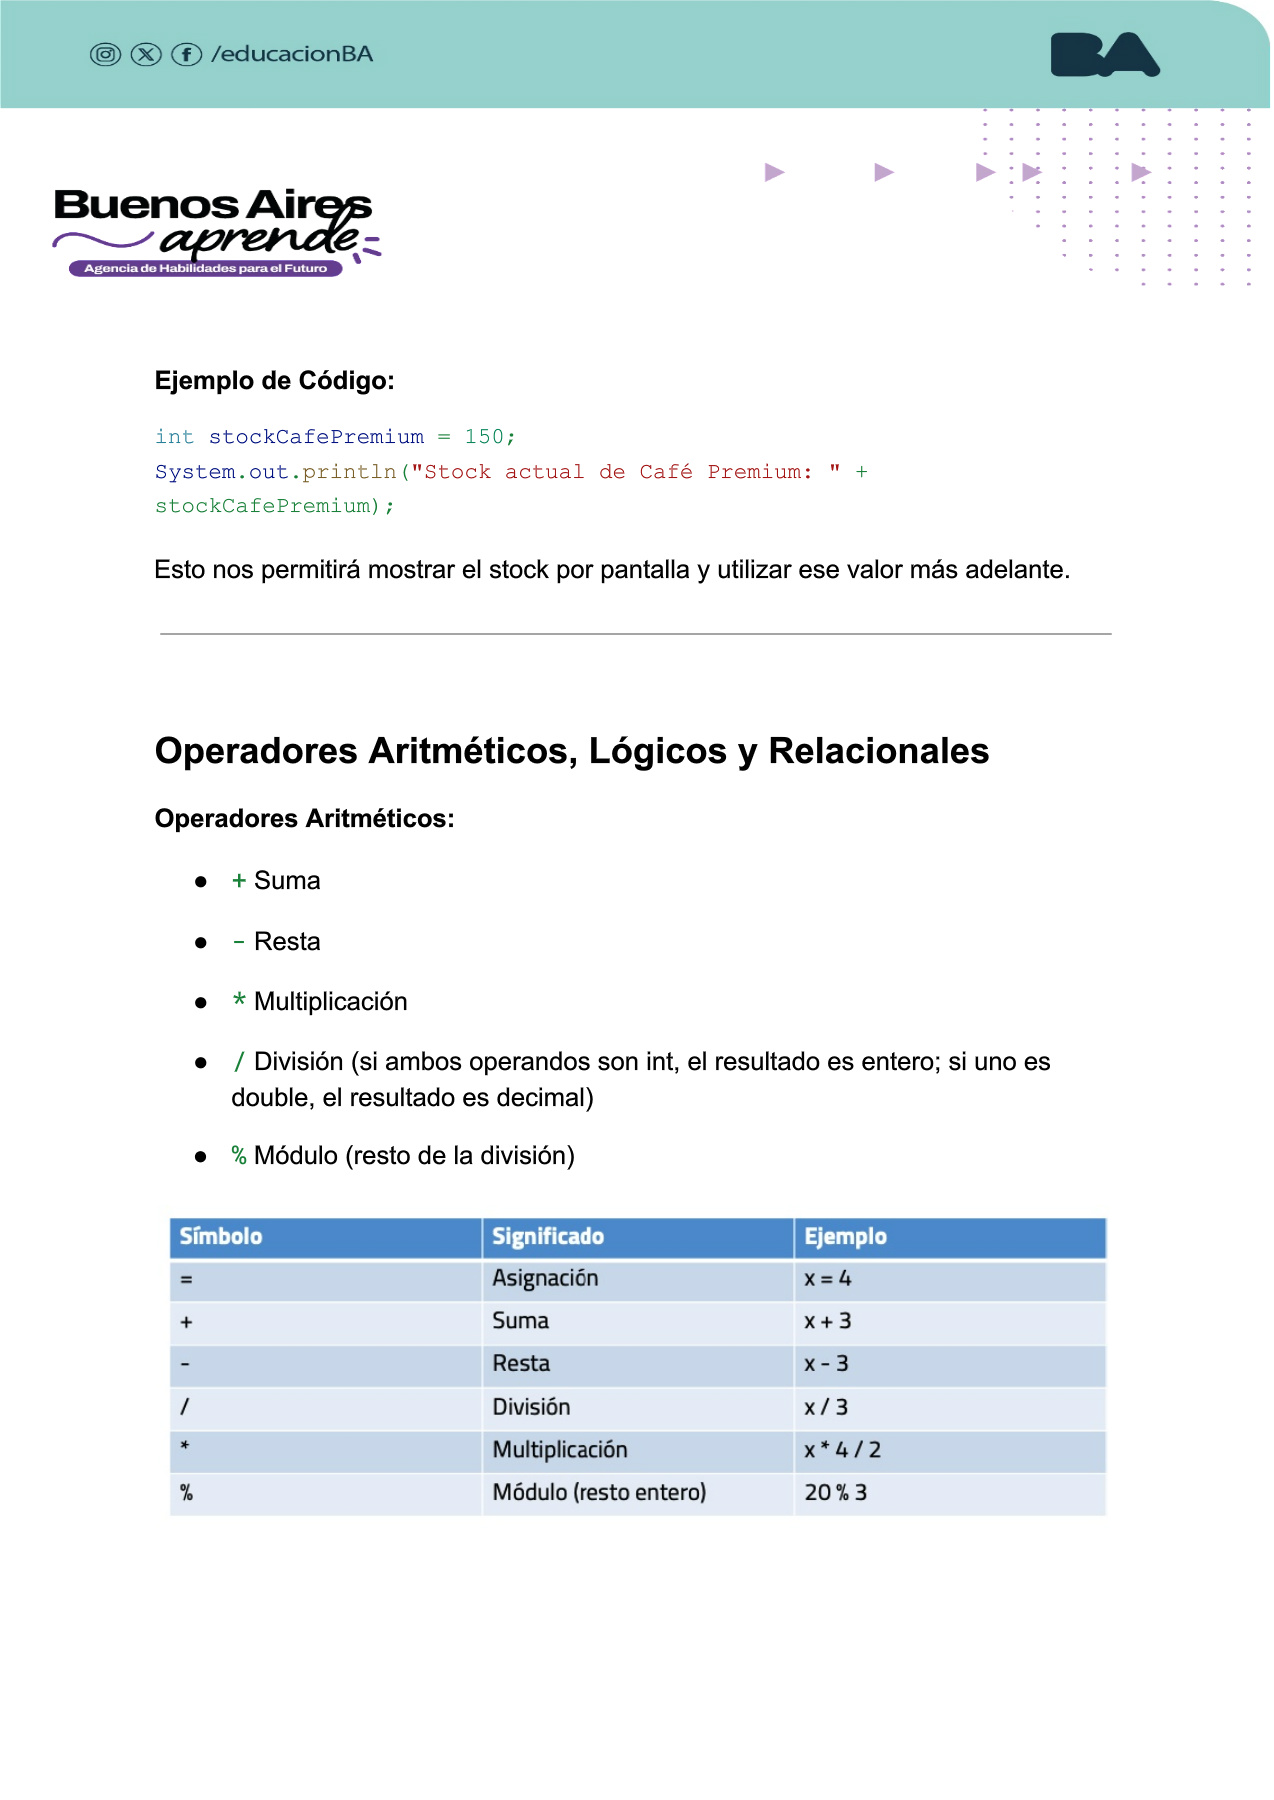 /educacionBA
BA
Buenos Aires
aprende
Agencia de Habilidades para el Futuro
Ejemplo de Código:
int stockCafePremium = 150;
System.out.println("Stock actual de Café Premium: " +
stockCafePremium);
Esto nos permitirá mostrar el stock por pantalla y utilizar ese valor más adelante.
Operadores Aritméticos, Lógicos y Relacionales
Operadores Aritméticos:
● + Suma
● - Resta
● * Multiplicación
● / División (si ambos operandos son int, el resultado es entero; si uno es
double, el resultado es decimal)
● % Módulo (resto de la división)
Símbolo Significado Ejemplo
= Asignación x = 4
+ Suma x + 3
- Resta x - 3
/ División x / 3
* Multiplicación x * 4 / 2
% Módulo (resto entero) 20 % 3